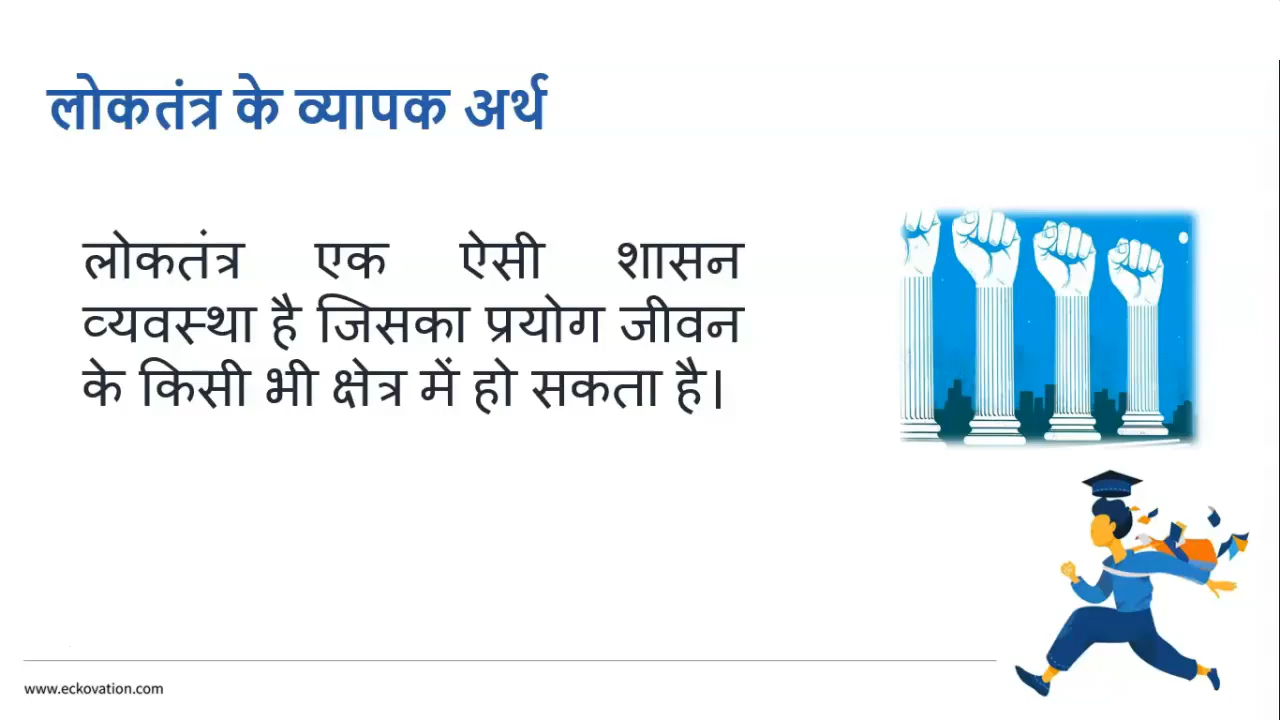 लोकतंत्र के व्यापक अर्थ
लोकतंत्र एक ऐसी शासन
व्यवस्था है जिसका प्रयोग जीवन
के किसी भी क्षेत्र में हो सकता है।
www.eckovation.com